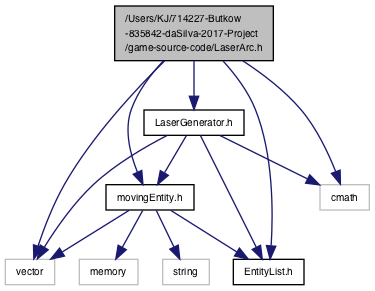 /Users/KJ/714227-Butkow
-835842-daSilva-2017-Project
/game-source-code/LaserArc.h
LaserGenerator.h
movingEntity.h
cmath
vector
memory
string
EntityList.h